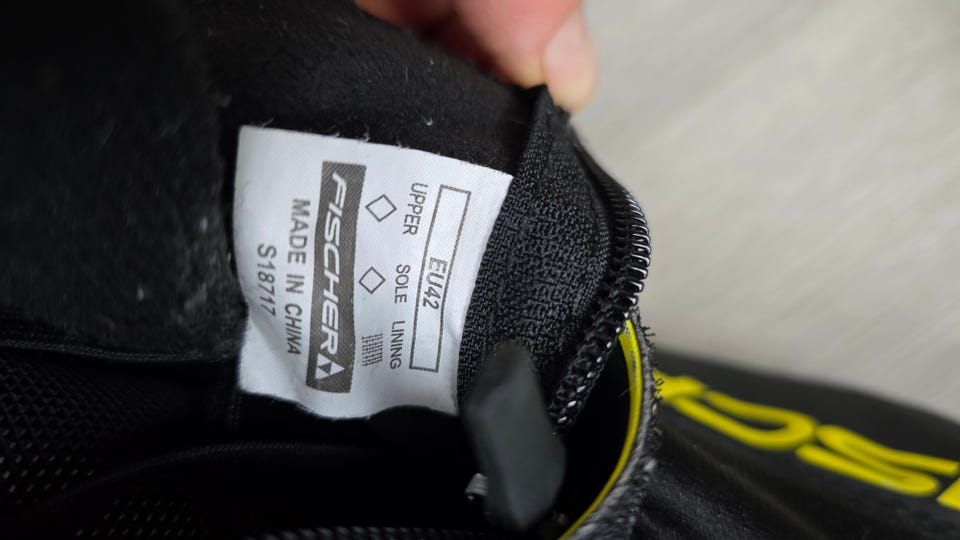 EU42
UPPER SOLE LINING
FISCHER
MADE IN CHINA
S18717